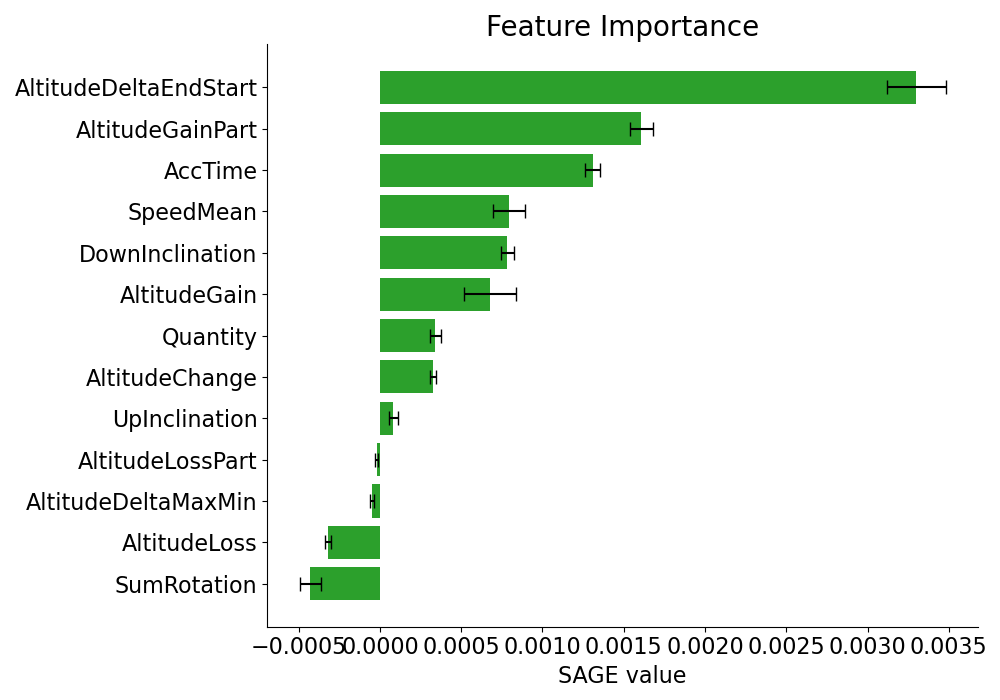 Feature Importance
AltitudeDeltaEndStart
AltitudeGainPart
AccTime
SpeedMean
DownInclination
AltitudeGain
Quantity
AltitudeChange
UpInclination
AltitudeLossPart
AltitudeDeltaMaxMin
AltitudeLoss
SumRotation
−0.0005 0.0000 0.0005 0.0010 0.0015 0.0020 0.0025 0.0030 0.0035
SAGE value